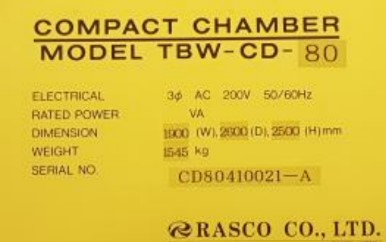 COMPACT CHAMBER
MODEL TBW-CD-80
ELECTRICAL 3φ AC 200V 50/60Hz
RATED POWER VA
DIMENSION 1900 (W), 2600 (D), 2500 (H)mm
WEIGHT 1545 kg
SERIAL NO. CD80410021-A
RASCO CO., LTD.